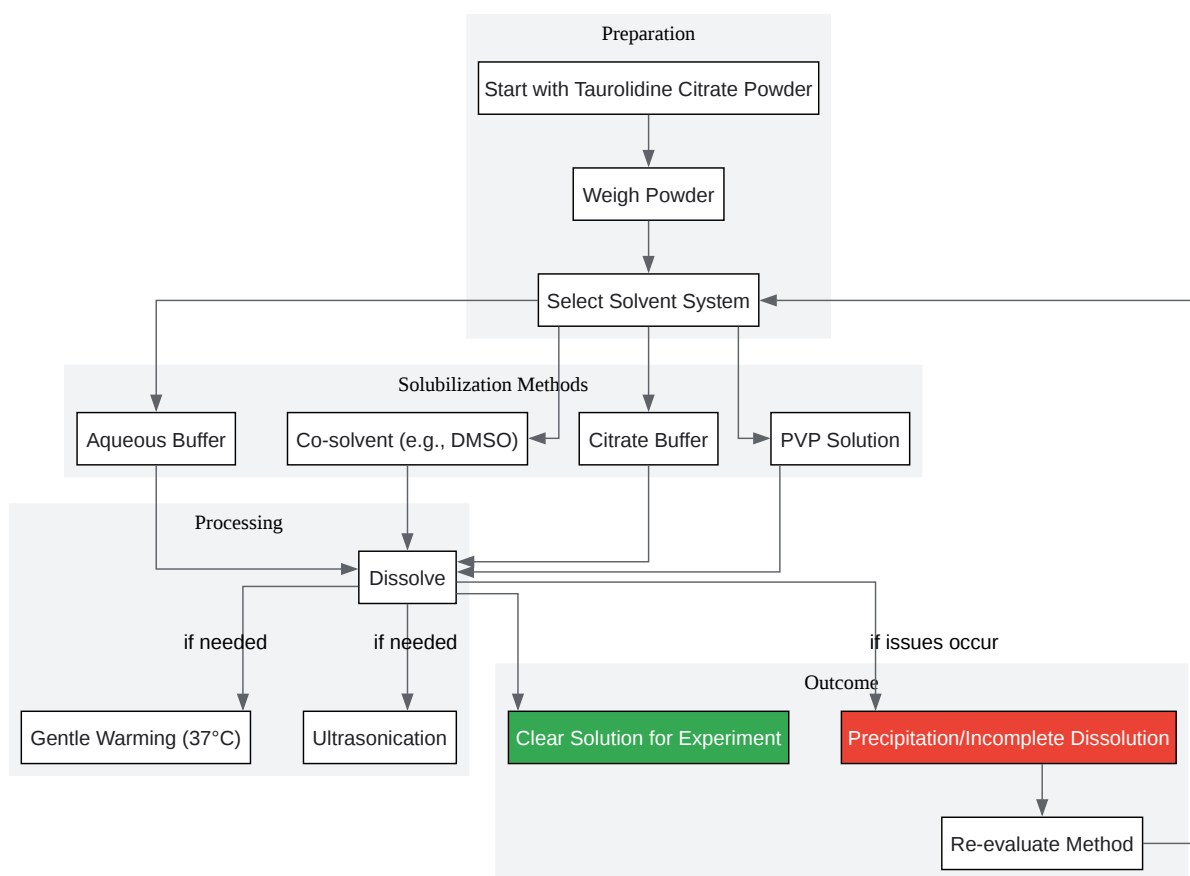 Preparation
Start with Taurolidine Citrate Powder
Weigh Powder
Select Solvent System
Solubilization Methods
Aqueous Buffer
Co-solvent (e.g., DMSO)
Citrate Buffer
PVP Solution
Processing
Dissolve
if needed
if needed
if issues occur
Outcome
Gentle Warming (37°C)
Ultrasonication
Clear Solution for Experiment
Precipitation/Incomplete Dissolution
Re-evaluate Method